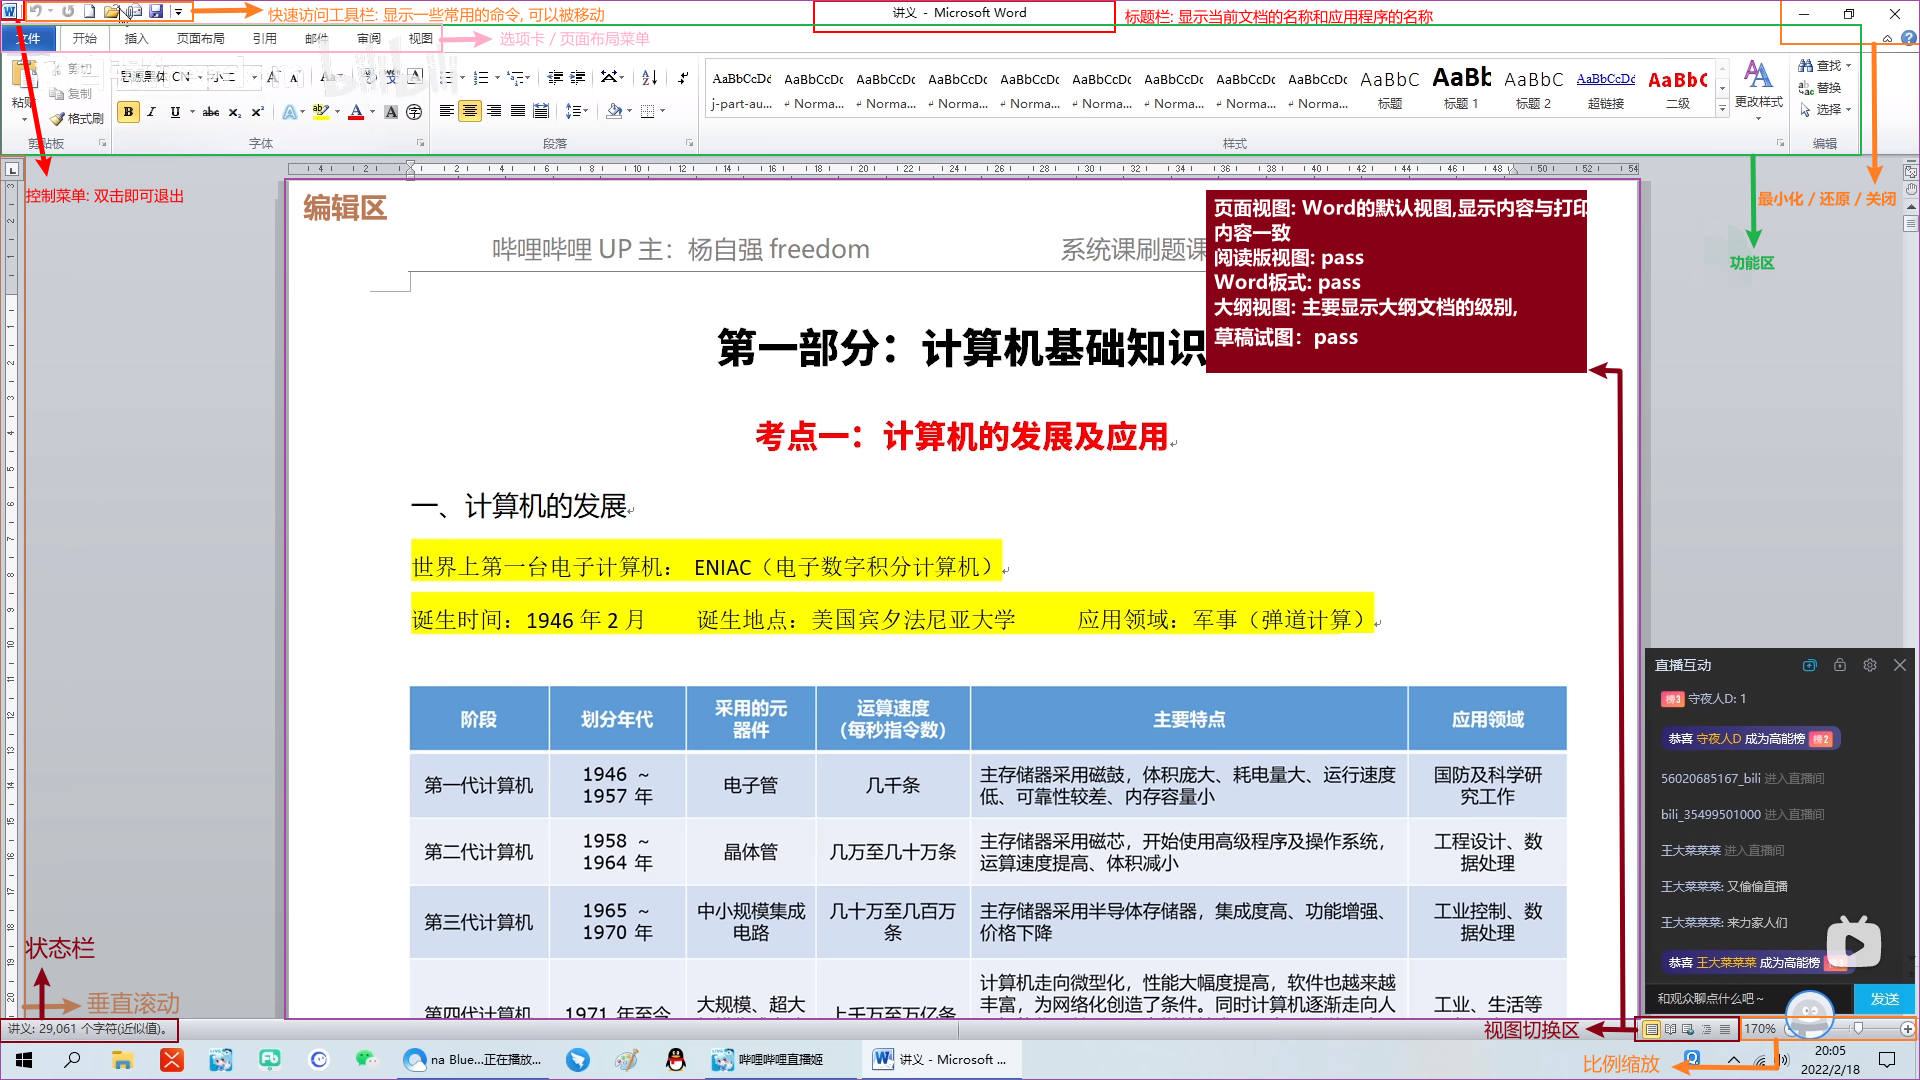 快速访问工具栏: 显示一些常用的命令, 可以被移动
讲义 - Microsoft Word
标题栏: 显示当前文档的名称和应用程序的名称
文件 开始 插入 页面布局 引用 邮件 审阅 视图
选项卡 / 页面布局菜单
粘贴 剪切
复制
格式刷
剪贴板 字体 段落 样式 编辑
AaBbCcDd AaBbCcDc AaBbCcDc AaBbCcDc AaBbCcDc AaBbCcDc AaBbCcDc AaBbCcDc AaBbCcDc AaBbC AaBb AaBbC AaBbCcDd AaBbC
j-part-au... Norma... Norma... Norma... Norma... Norma... Norma... Norma... Norma... 标题 标题 1 标题 2 超链接 二级
更改样式
查找
替换
选择
控制菜单: 双击即可退出
最小化 / 还原 / 关闭
功能区
编辑区
哔哩哔哩 UP 主：杨自强 freedom 系统课刷题课
页面视图: Word的默认视图,显示内容与打印
内容一致
阅读版视图: pass
Word板式: pass
大纲视图: 主要显示大纲文档的级别,
草稿试图：pass
第一部分：计算机基础知识
考点一：计算机的发展及应用
一、计算机的发展
世界上第一台电子计算机： ENIAC（电子数字积分计算机）
诞生时间：1946 年 2 月 诞生地点：美国宾夕法尼亚大学 应用领域：军事（弹道计算）
阶段 划分年代 采用的元器件 运算速度（每秒指令数） 主要特点 应用领域
第一代计算机 1946 ～ 1957 年 电子管 几千条 主存储器采用磁鼓，体积庞大、耗电量大、运行速度低、可靠性较差、内存容量小 国防及科学研究工作
第二代计算机 1958 ～ 1964 年 晶体管 几万至几十万条 主存储器采用磁芯，开始使用高级程序及操作系统，运算速度提高、体积减小 工程设计、数据处理
第三代计算机 1965 ～ 1970 年 中小规模集成电路 几十万至几百万条 主存储器采用半导体存储器，集成度高、功能增强、价格下降 工业控制、数据处理
第四代计算机 1971 年至今 大规模、超大 上千万至万亿条 计算机走向微型化，性能大幅度提高，软件也越来越丰富，为网络化创造了条件。同时计算机逐渐走向人 工业、生活等
直播互动
榜3 守夜人D: 1
恭喜 守夜人D 成为高能榜 榜2
56020685167_bili 进入直播间
bili_35499501000 进入直播间
王大菜菜菜 进入直播间
王大菜菜菜: 又偷偷直播
王大菜菜菜: 来力家人们
恭喜 王大菜菜菜 成为高能榜
和观众聊点什么吧~ 发送
状态栏
垂直滚动
讲义: 29,061 个字符(近似值)。
视图切换区
170%
比例缩放
na Blue...正在播放...
哔哩哔哩直播姬
讲义 - Microsoft ...
20:05
2022/2/18